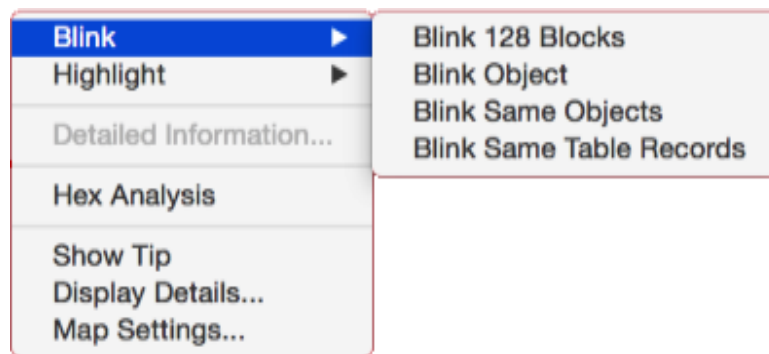 Blink
Highlight
Detailed Information...
Hex Analysis
Show Tip
Display Details...
Map Settings...
Blink 128 Blocks
Blink Object
Blink Same Objects
Blink Same Table Records